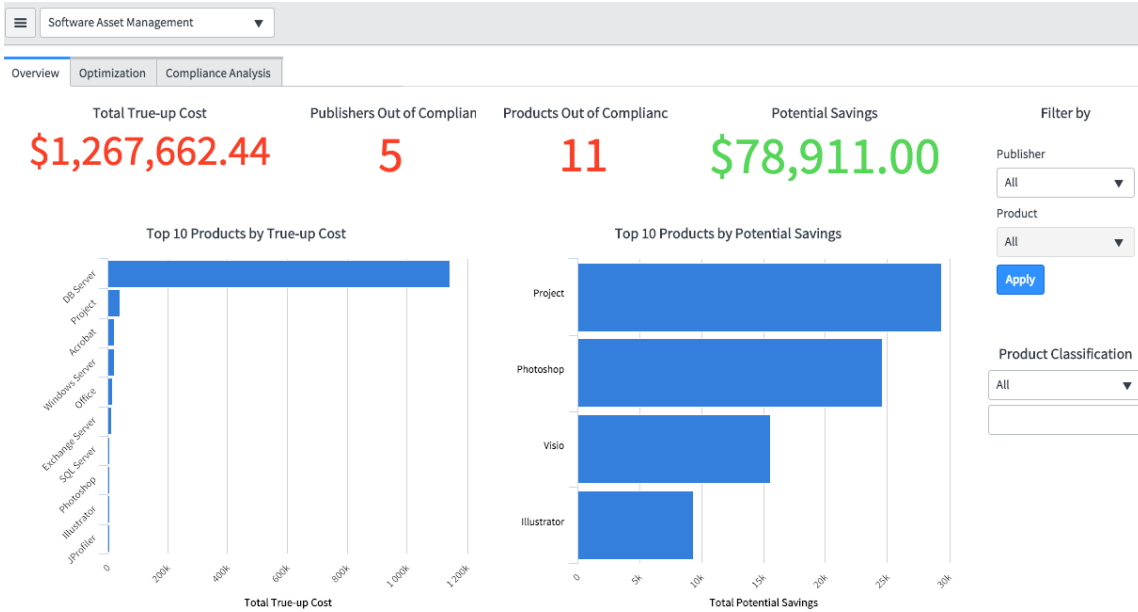 Software Asset Management
Overview
Optimization
Compliance Analysis
Total True-up Cost
$1,267,662.44
Publishers Out of Complian
5
Products Out of Complianc
11
Potential Savings
$78,911.00
Filter by
Publisher
All
Product
All
Apply
Product Classification
All
Top 10 Products by True-up Cost
DB Server
Project
Acrobat
Windows Server
Office
Exchange Server
SQL Server
Photoshop
Illustrator
JProfiler
0
200k
400k
600k
800k
1 000k
1 200k
Total True-up Cost
Top 10 Products by Potential Savings
Project
Photoshop
Visio
Illustrator
0
5k
10k
15k
20k
25k
30k
Total Potential Savings